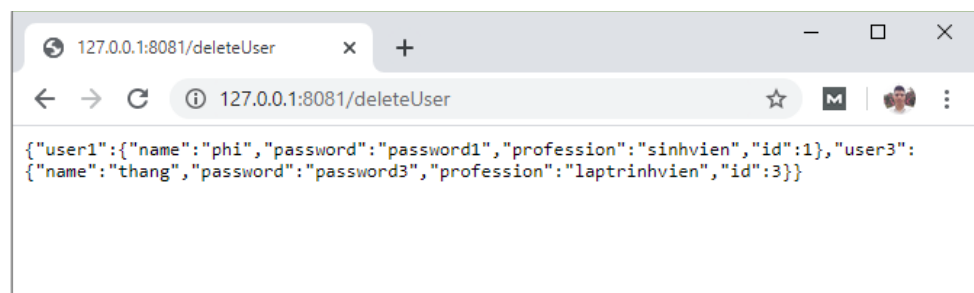 127.0.0.1:8081/deleteUser
127.0.0.1:8081/deleteUser
{"user1":{"name":"phi","password":"password1","profession":"sinhvien","id":1},"user3":
{"name":"thang","password":"password3","profession":"laptrinhvien","id":3}}